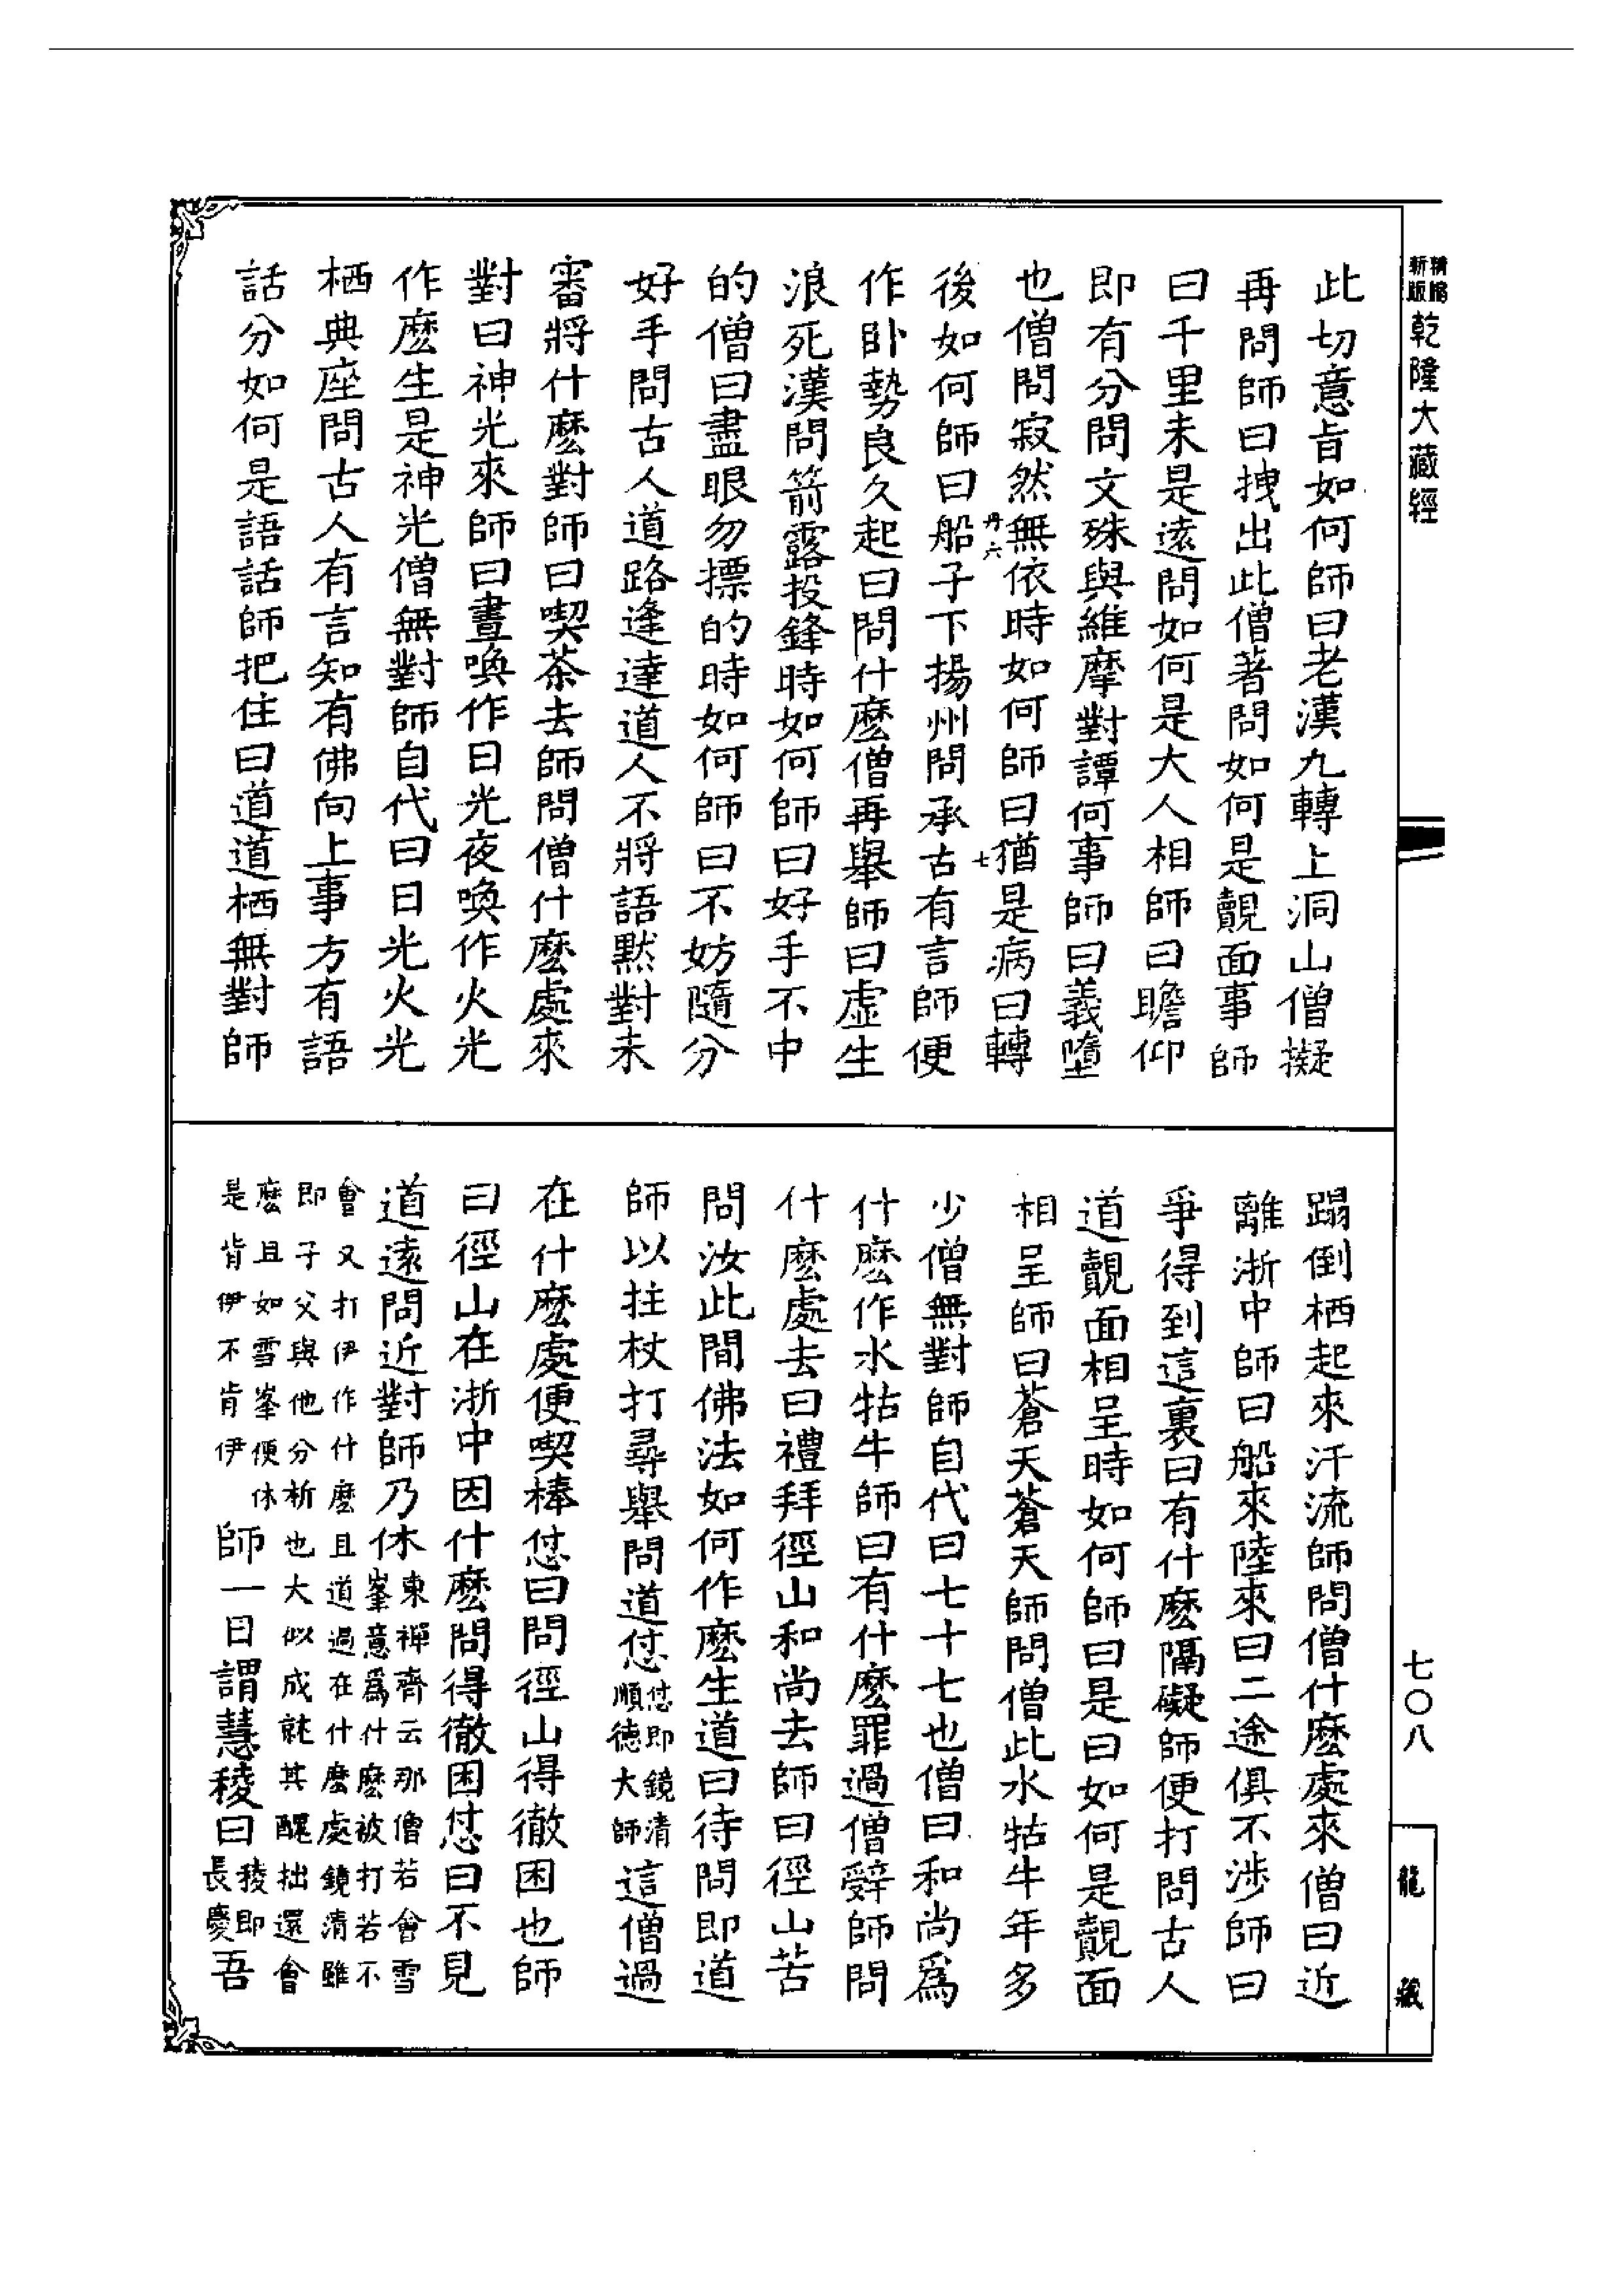 精縮
新版
乾隆大藏經
此切意旨如何師曰老漢九轉上洞山僧擬
再問師曰拽出此僧著問如何是覿面事師
曰千里未是遠問如何是大人相師曰瞻仰
即有分問文殊與維摩對譚何事師曰義墮
也僧問寂然無依時如何師曰猶是病曰轉
丹六
七
後如何師曰船子下揚州問承古有言師便
作卧勢良久起曰問什麽僧再舉師曰虚生
浪死漢問箭露投鋒時如何師曰好手不中
的僧曰盡眼勿摽的時如何師曰不妨隨分
好手問古人道路逢達道人不將語默對未
審將什麽對師曰喫茶去師問僧什麽處來
對曰神光來師曰晝喚作日光夜喚作火光
作麽生是神光僧無對師自代曰日光火光
栖典座問古人有言知有佛向上事方有語
話分如何是語話師把住曰道道栖無對師
蹋倒栖起來汗流師問僧什麽處來僧曰近
離浙中師曰船來陸來曰二途俱不涉師曰
爭得到這裏曰有什麽隔礙師便打問古人
道覿面相呈時如何師曰是曰如何是覿面
相呈師曰蒼天蒼天師問僧此水牯牛年多
少僧無對師自代曰七十七也僧曰和尚爲
什麽作水牯牛師曰有什麽罪過僧辭師問
什麽處去曰禮拜徑山和尚去師曰徑山苦
問汝此間佛法如何作麽生道曰待問即道
師以拄杖打尋舉問道怤怤即鏡清順德大師這僧過
在什麽處便喫棒怤曰問徑山得徹困也師
曰徑山在浙中因什麽問得徹困怤曰不見
道遠問近對師乃休東禪齊云那僧若會雪峯意爲什麽被打若不
會又打伊作什麽且道過在什麽處鏡清雖
即子父與他分析也大似成就其醜拙還會
麽且如雪峯便休
是肯伊不肯伊師一日謂慧稜曰稜即長慶吾
七〇八
龍藏